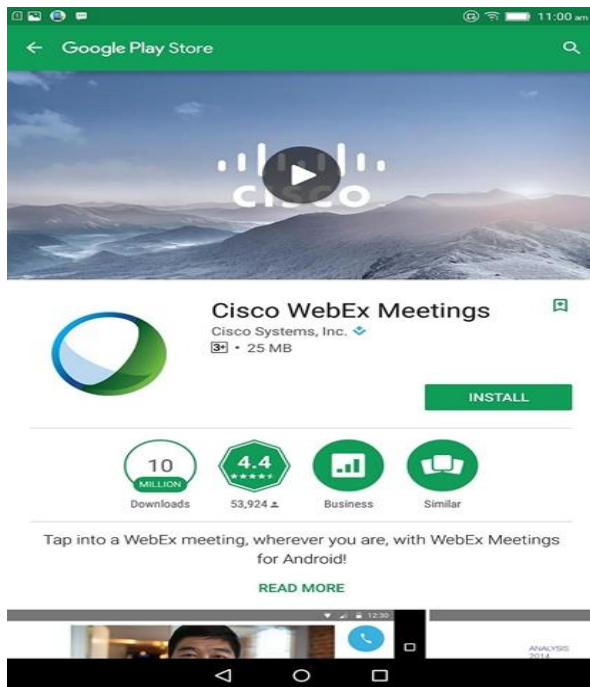 11:00 am
Google Play Store
CISCO
Cisco WebEx Meetings
Cisco Systems, Inc.
3+ • 25 MB
INSTALL
10
MILLION
Downloads
4.4
53,924
Business
Similar
Tap into a WebEx meeting, wherever you are, with WebEx Meetings
for Android!
READ MORE
12:30
ANALYSIS
2014